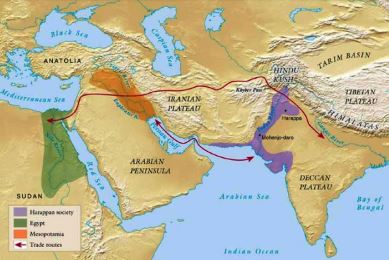 Black Sea
Caspian Sea
ANATOLIA
Mediterranean Sea
HINDU
KUSH
TARIM BASIN
Khyber Pass
TIBETAN
PLATEAU
IRANIAN
PLATEAU
Harappa
HIMALAYAS
Mohenjo-daro
Persian Gulf
ARABIAN
PENINSULA
Red Sea
DECCAN
PLATEAU
SUDAN
Arabian Sea
Bay of
Bengal
Harappan society
Egypt
Mesopotamia
Trade routes
Indian Ocean